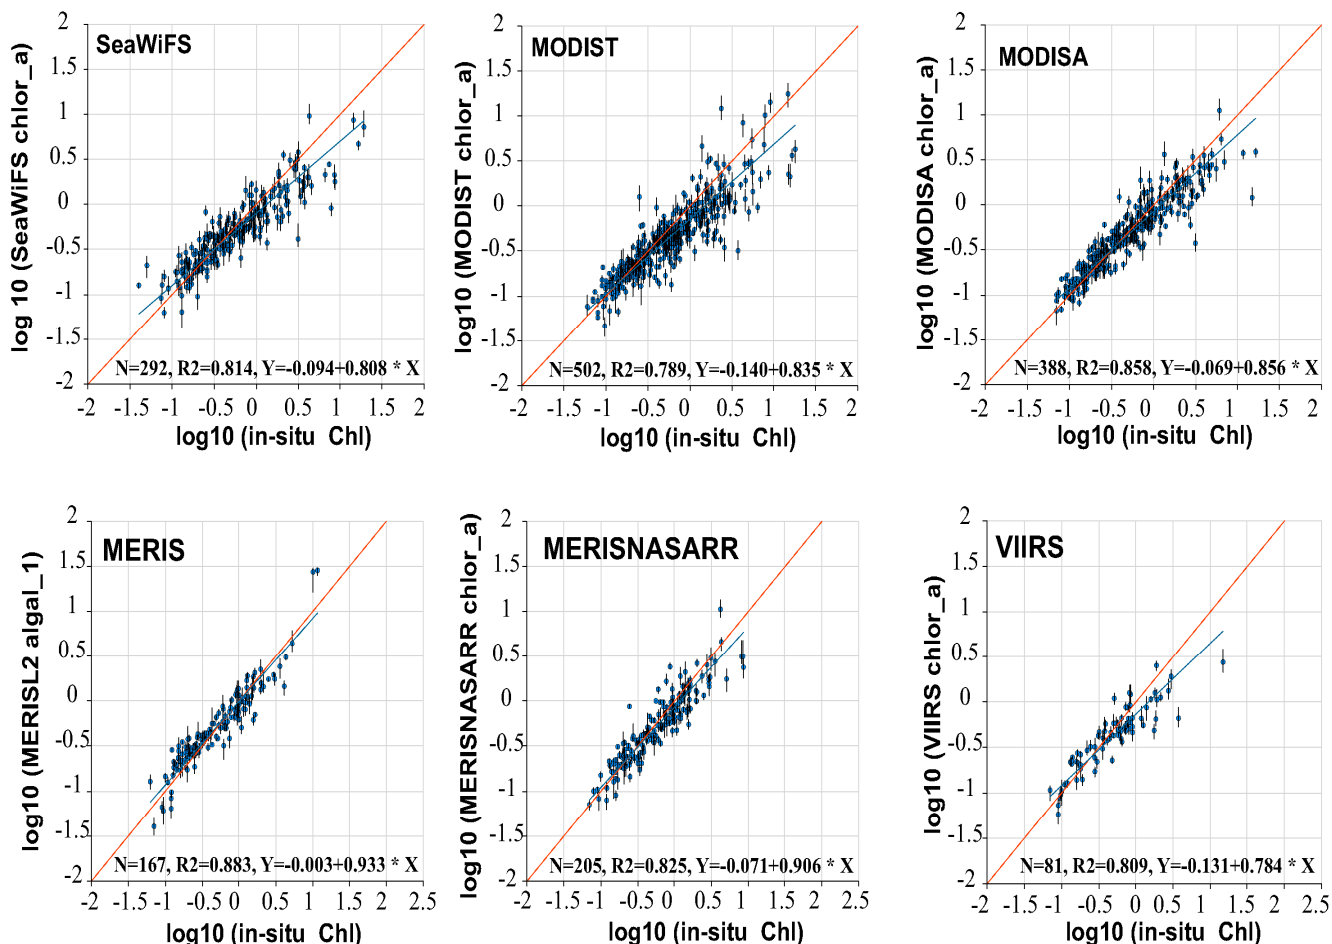 SeaWiFS
log 10 (SeaWiFS chlor_a)
2
1.5
1
0.5
0
-0.5
-1
-1.5
-2
N=292, R2=0.814, Y=-0.094+0.808 * X
-2 -1.5 -1 -0.5 0 0.5 1 1.5 2
log10 (in-situ Chl)
MODIST
log10 (MODIST chlor_a)
2
1.5
1
0.5
0
-0.5
-1
-1.5
-2
N=502, R2=0.789, Y=-0.140+0.835 * X
-2 -1.5 -1 -0.5 0 0.5 1 1.5 2
log10 (in-situ Chl)
MODISA
log10 (MODISA chlor_a)
2
1.5
1
0.5
0
-0.5
-1
-1.5
-2
N=388, R2=0.858, Y=-0.069+0.856 * X
-2 -1.5 -1 -0.5 0 0.5 1 1.5 2
log10 (in-situ Chl)
MERIS
log10 (MERISL2 algal_1)
2
1.5
1
0.5
0
-0.5
-1
-1.5
-2
N=167, R2=0.883, Y=-0.003+0.933 * X
-2 -1.5 -1 -0.5 0 0.5 1 1.5 2 2.5
log10 (in-situ Chl)
MERISNASARR
log10 (MERISNASARR chlor_a)
2
1.5
1
0.5
0
-0.5
-1
-1.5
-2
N=205, R2=0.825, Y=-0.071+0.906 * X
-2 -1.5 -1 -0.5 0 0.5 1 1.5 2 2.5
log10 (in-situ Chl)
VIIRS
log10 (VIIRS chlor_a)
2
1.5
1
0.5
0
-0.5
-1
-1.5
-2
N=81, R2=0.809, Y=-0.131+0.784 * X
-2 -1.5 -1 -0.5 0 0.5 1 1.5 2 2.5
log10 (in-situ Chl)